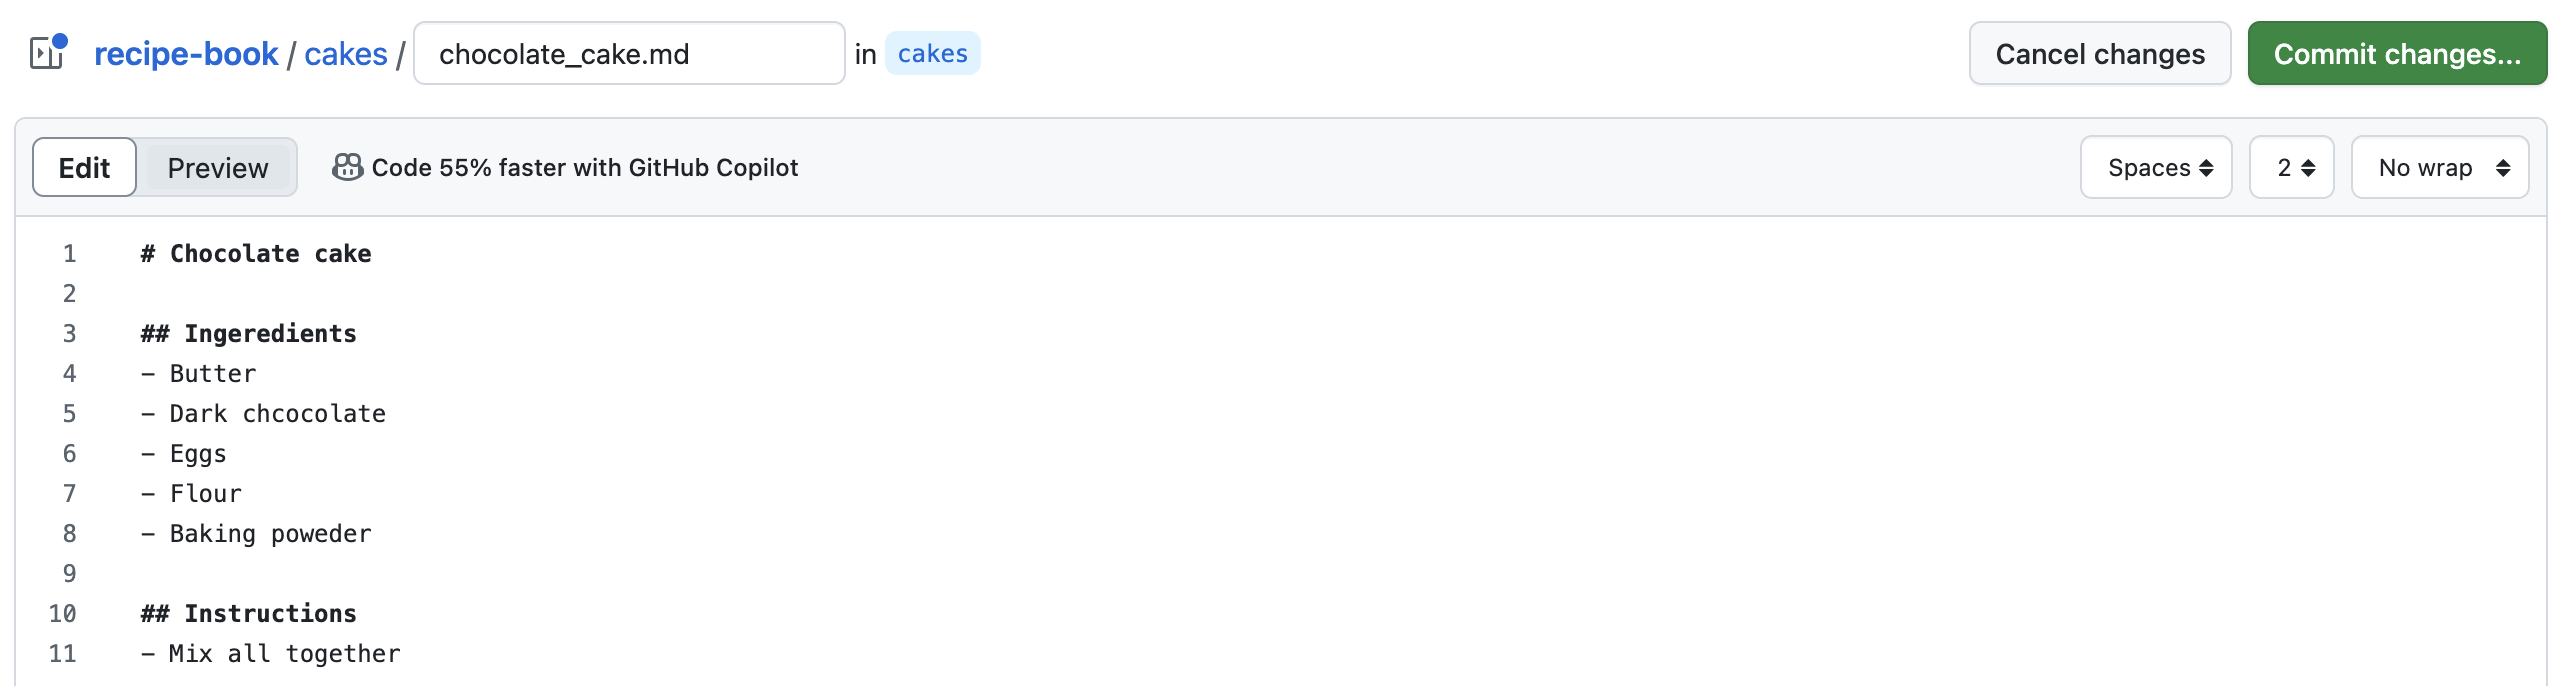 recipe-book / cakes / chocolate_cake.md in cakes Cancel changes Commit changes...
Edit Preview Code 55% faster with GitHub Copilot Spaces 2 No wrap
1 # Chocolate cake
2
3 ## Ingeredients
4 - Butter
5 - Dark chcocolate
6 - Eggs
7 - Flour
8 - Baking poweder
9
10 ## Instructions
11 - Mix all together